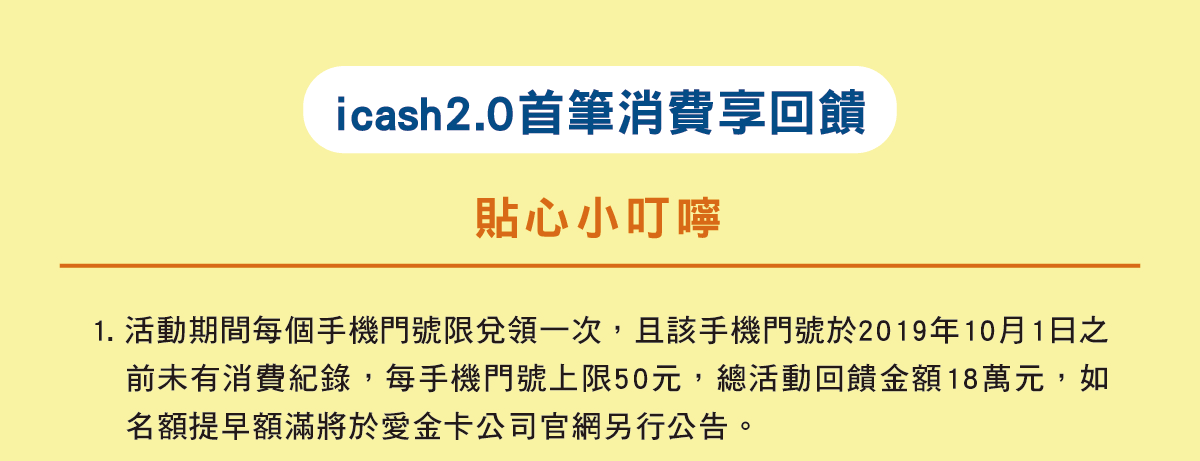 icash2.0首筆消費享回饋
貼心小叮嚀
1. 活動期間每個手機門號限兌領一次，且該手機門號於2019年10月1日之
前未有消費紀錄，每手機門號上限50元，總活動回饋金額18萬元，如
名額提早額滿將於愛金卡公司官網另行公告。